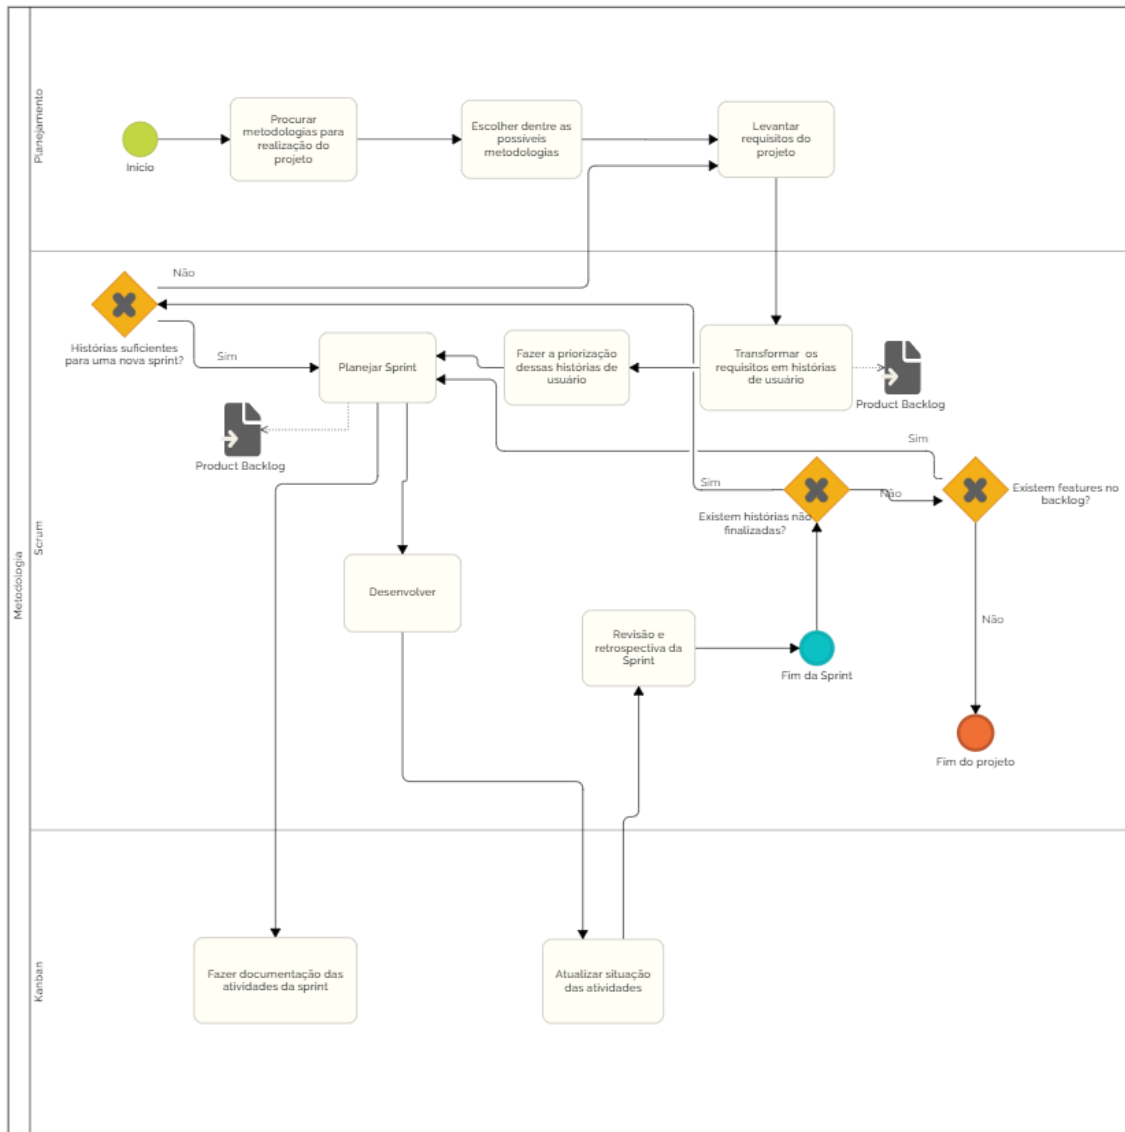 Metodologia
Planejamento
Início
Procurar
metodologias para
realização do
projeto
Escolher dentre as
possíveis
metodologias
Levantar
requisitos do
projeto
Scrum
Não
Histórias suficientes
para uma nova sprint?
Sim
Planejar Sprint
Product Backlog
Fazer a priorização
dessas histórias de
usuário
Transformar os
requisitos em histórias
de usuário
Product Backlog
Sim
Sim
Não
Existem histórias não
finalizadas?
Existem features no
backlog?
Desenvolver
Revisão e
retrospectiva da
Sprint
Fim da Sprint
Não
Fim do projeto
Kanban
Fazer documentação das
atividades da sprint
Atualizar situação
das atividades